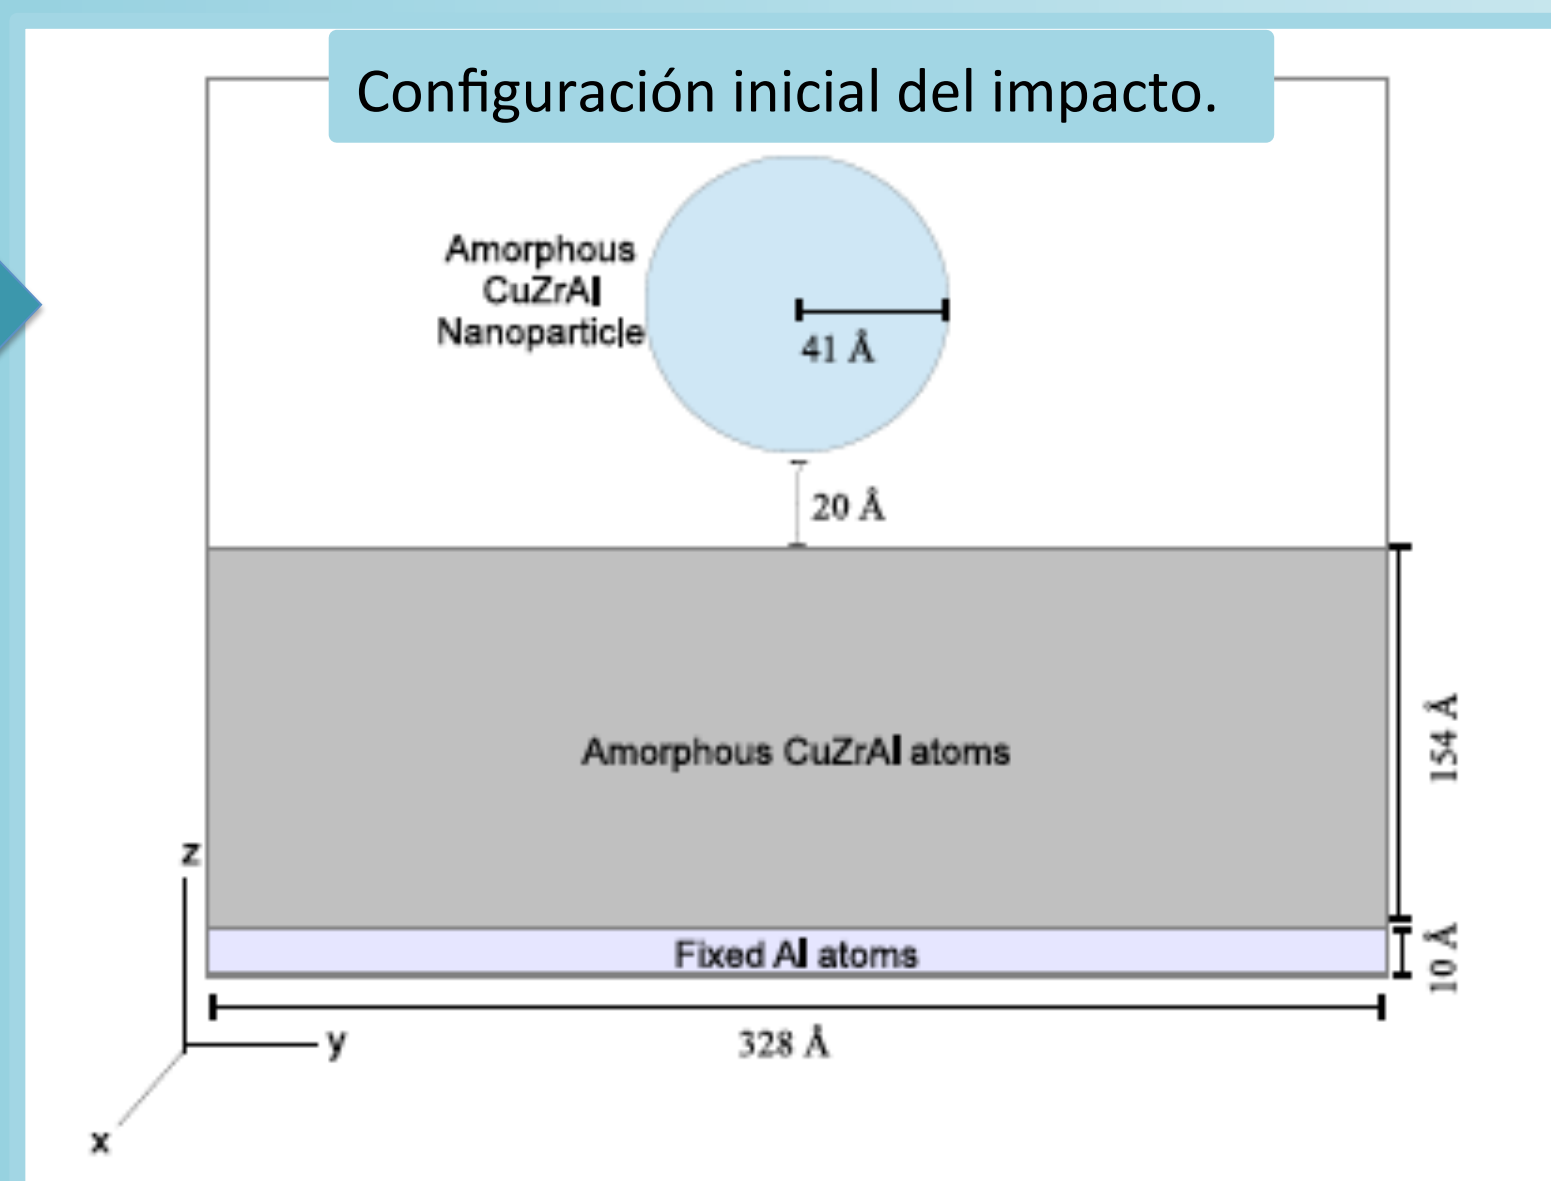 Configuración inicial del impacto.
Amorphous
CuZrAl
Nanoparticle
41 Å
20 Å
Amorphous CuZrAl atoms
154 Å
z
Fixed Al atoms
10 Å
328 Å
y
x